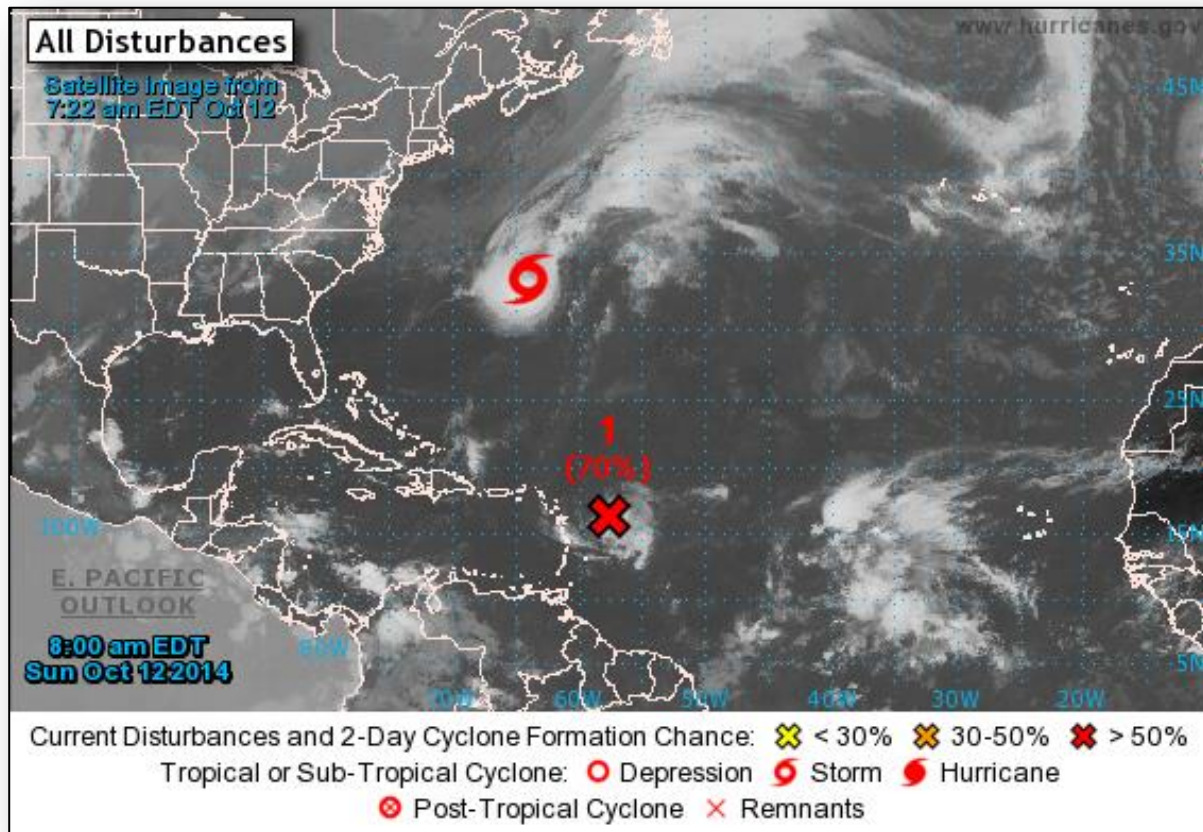 All Disturbances
www.hurricanes.gov
Satellite Image from
7:22 am EDT Oct 12
45N
35N
25N
1
(70%)
100W
15N
E. PACIFIC
OUTLOOK
8:00 am EDT
Sun Oct 12 2014
80W
5N
70W 60W 50W 40W 30W 20W
Current Disturbances and 2-Day Cyclone Formation Chance: < 30% 30-50% > 50%
Tropical or Sub-Tropical Cyclone: Depression Storm Hurricane
Post-Tropical Cyclone Remnants